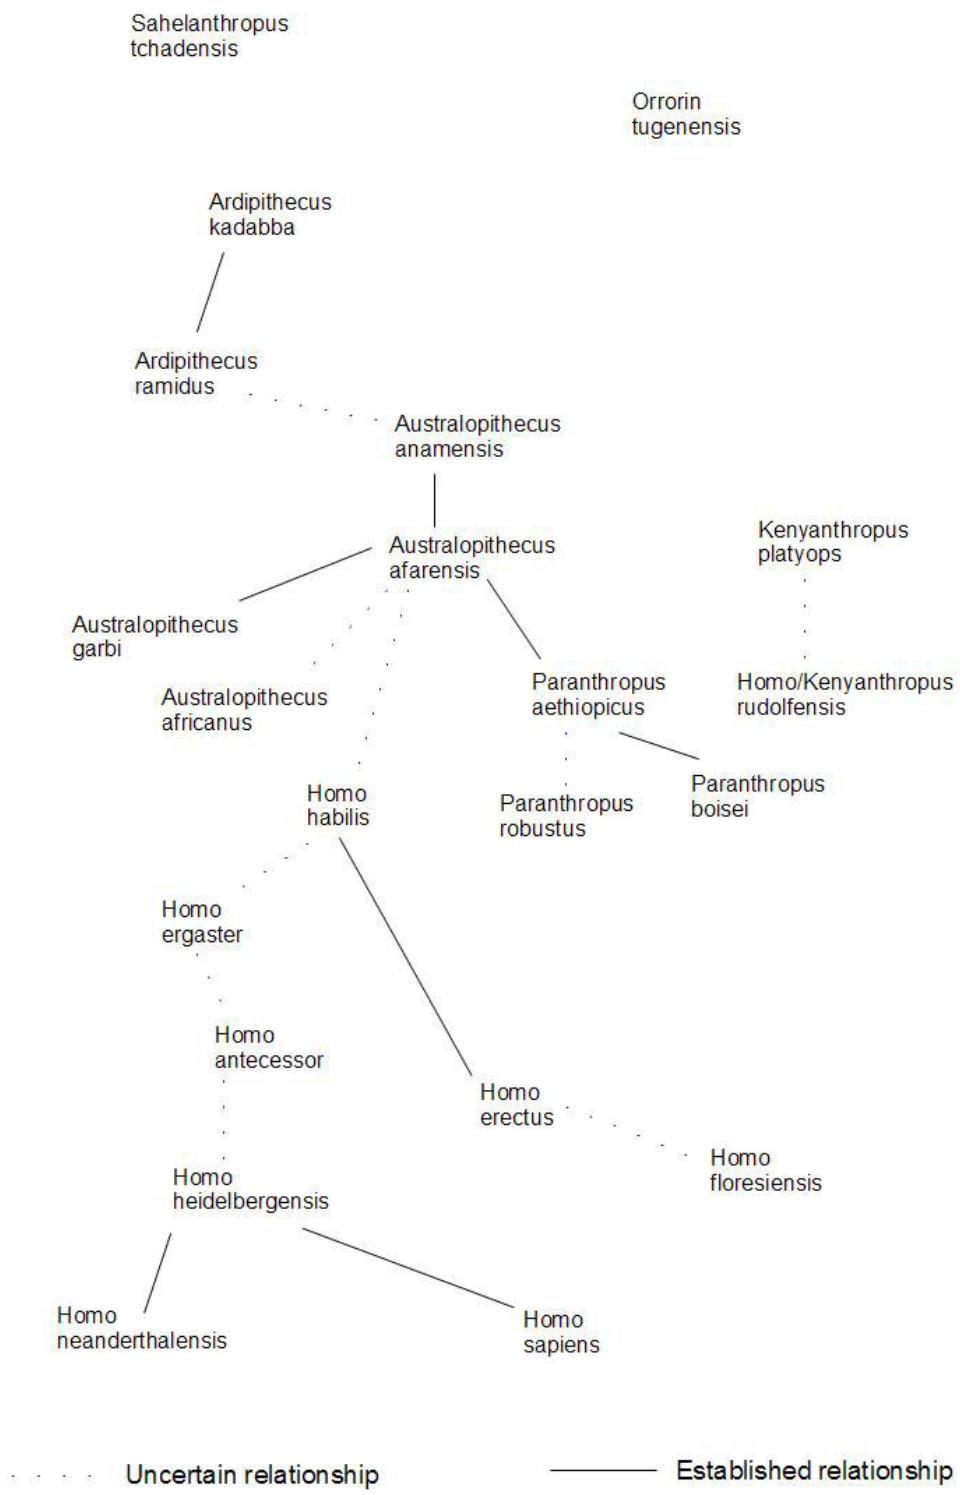 Sahelanthropus
tchadensis
Orrorin
tugenensis
Ardipithecus
kadabba
Ardipithecus
ramidus
Australopithecus
anamensis
Kenyanthropus
platyops
Australopithecus
afarensis
Australopithecus
garbi
Australopithecus
africanus
Paranthropus
aethiopicus
Homo/Kenyanthropus
rudolfensis
Homo
habilis
Paranthropus
robustus
Paranthropus
boisei
Homo
ergaster
Homo
antecessor
Homo
erectus
Homo
floresiensis
Homo
heidelbergensis
Homo
neanderthalensis
Homo
sapiens
Uncertain relationship
Established relationship